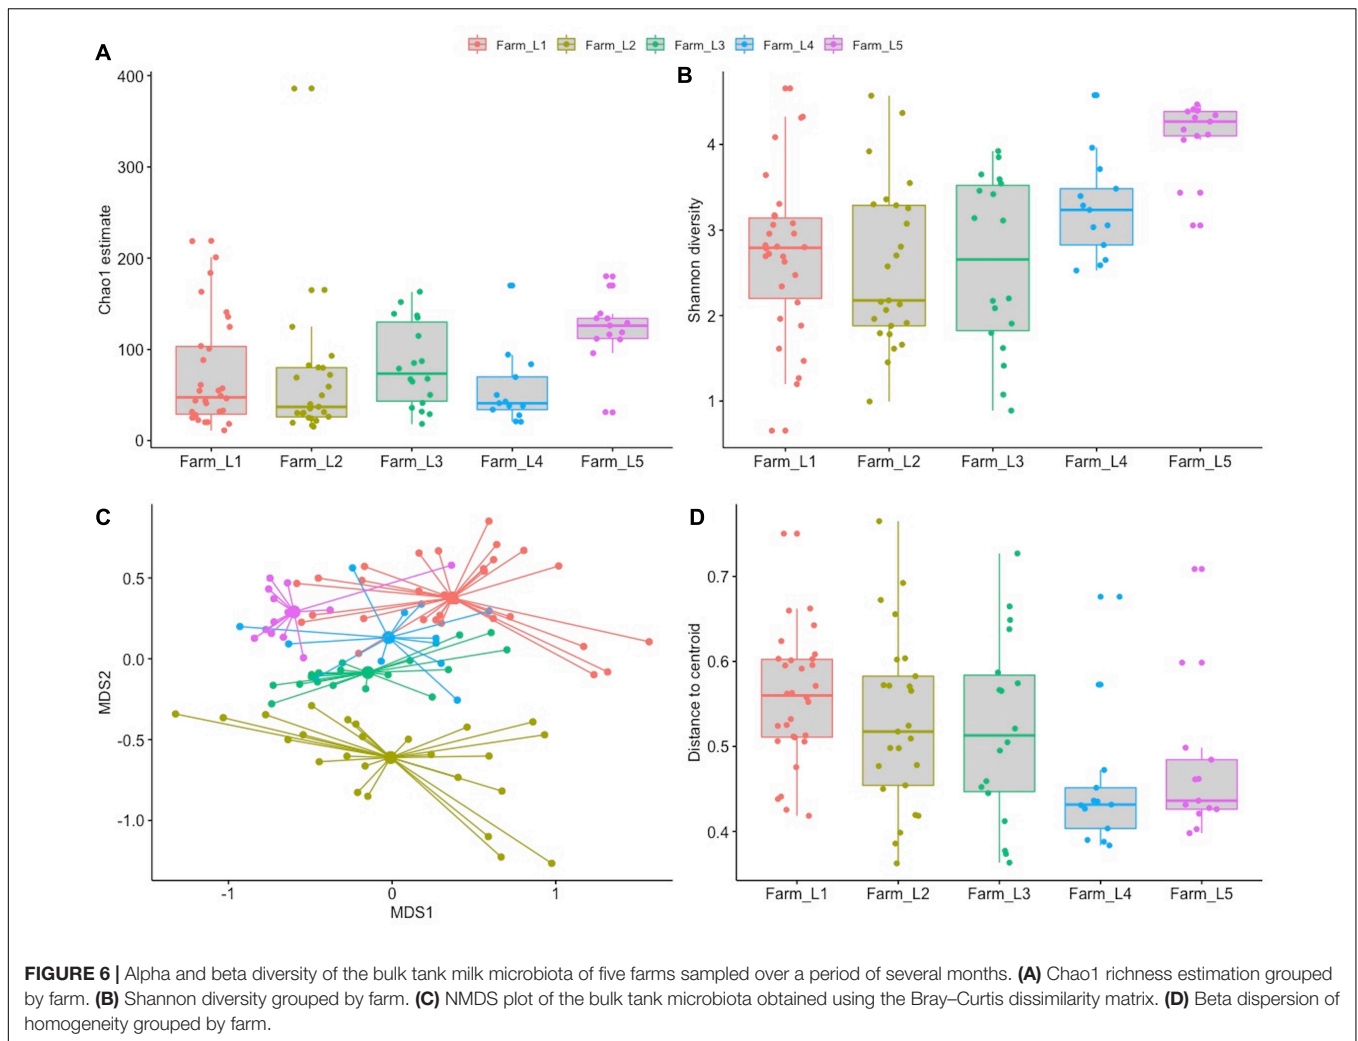 Farm_L1 Farm_L2 Farm_L3 Farm_L4 Farm_L5
A
400
300
200
100
0
Chao1 estimate
Farm_L1 Farm_L2 Farm_L3 Farm_L4 Farm_L5
B
4
3
2
1
Shannon diversity
Farm_L1 Farm_L2 Farm_L3 Farm_L4 Farm_L5
C
0.5
0.0
-0.5
-1.0
MDS2
-1 0 1
MDS1
D
0.7
0.6
0.5
0.4
Distance to centroid
Farm_L1 Farm_L2 Farm_L3 Farm_L4 Farm_L5
FIGURE 6 | Alpha and beta diversity of the bulk tank milk microbiota of five farms sampled over a period of several months. (A) Chao1 richness estimation grouped
by farm. (B) Shannon diversity grouped by farm. (C) NMDS plot of the bulk tank microbiota obtained using the Bray–Curtis dissimilarity matrix. (D) Beta dispersion of
homogeneity grouped by farm.